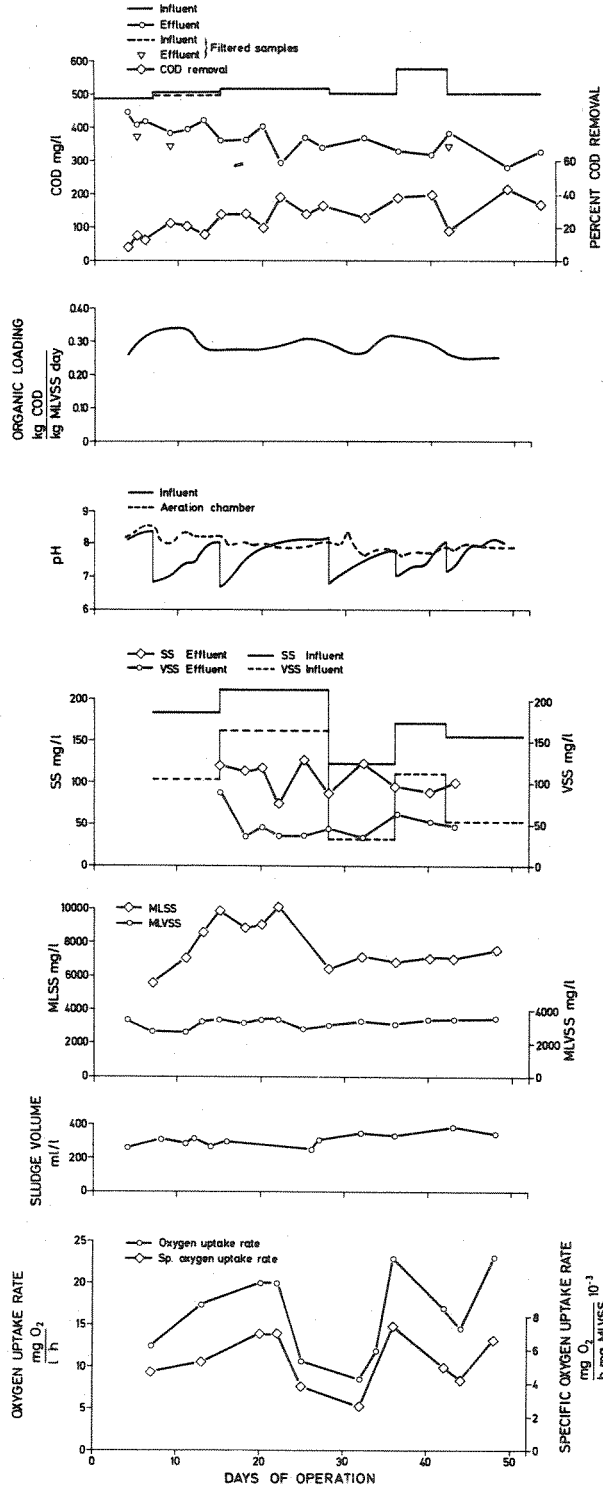 Influent
Effluent
Influent
Effluent
} Filtered samples
COD removal
COD mg/l
600
500
400
300
200
100
0
PERCENT COD REMOVAL
60
40
20
0
ORGANIC LOADING
kg COD
kg MLVSS day
0.40
0.30
0.20
0.10
0
Influent
Aeration chamber
pH
9
8
7
6
SS Effluent
SS Influent
VSS Effluent
VSS Influent
SS mg/l
200
150
100
50
0
VSS mg/l
200
150
100
50
0
MLSS
MLVSS
MLSS mg/l
10000
8000
6000
4000
2000
0
MLVSS mg/l
4000
2000
0
SLUDGE VOLUME
ml/l
400
200
0
Oxygen uptake rate
Sp. oxygen uptake rate
OXYGEN UPTAKE RATE
mg O2
l h
25
20
15
10
5
0
SPECIFIC OXYGEN UPTAKE RATE
mg O2 10-3
h mg MLVSS
8
6
4
2
0
0 10 20 30 40 50
DAYS OF OPERATION